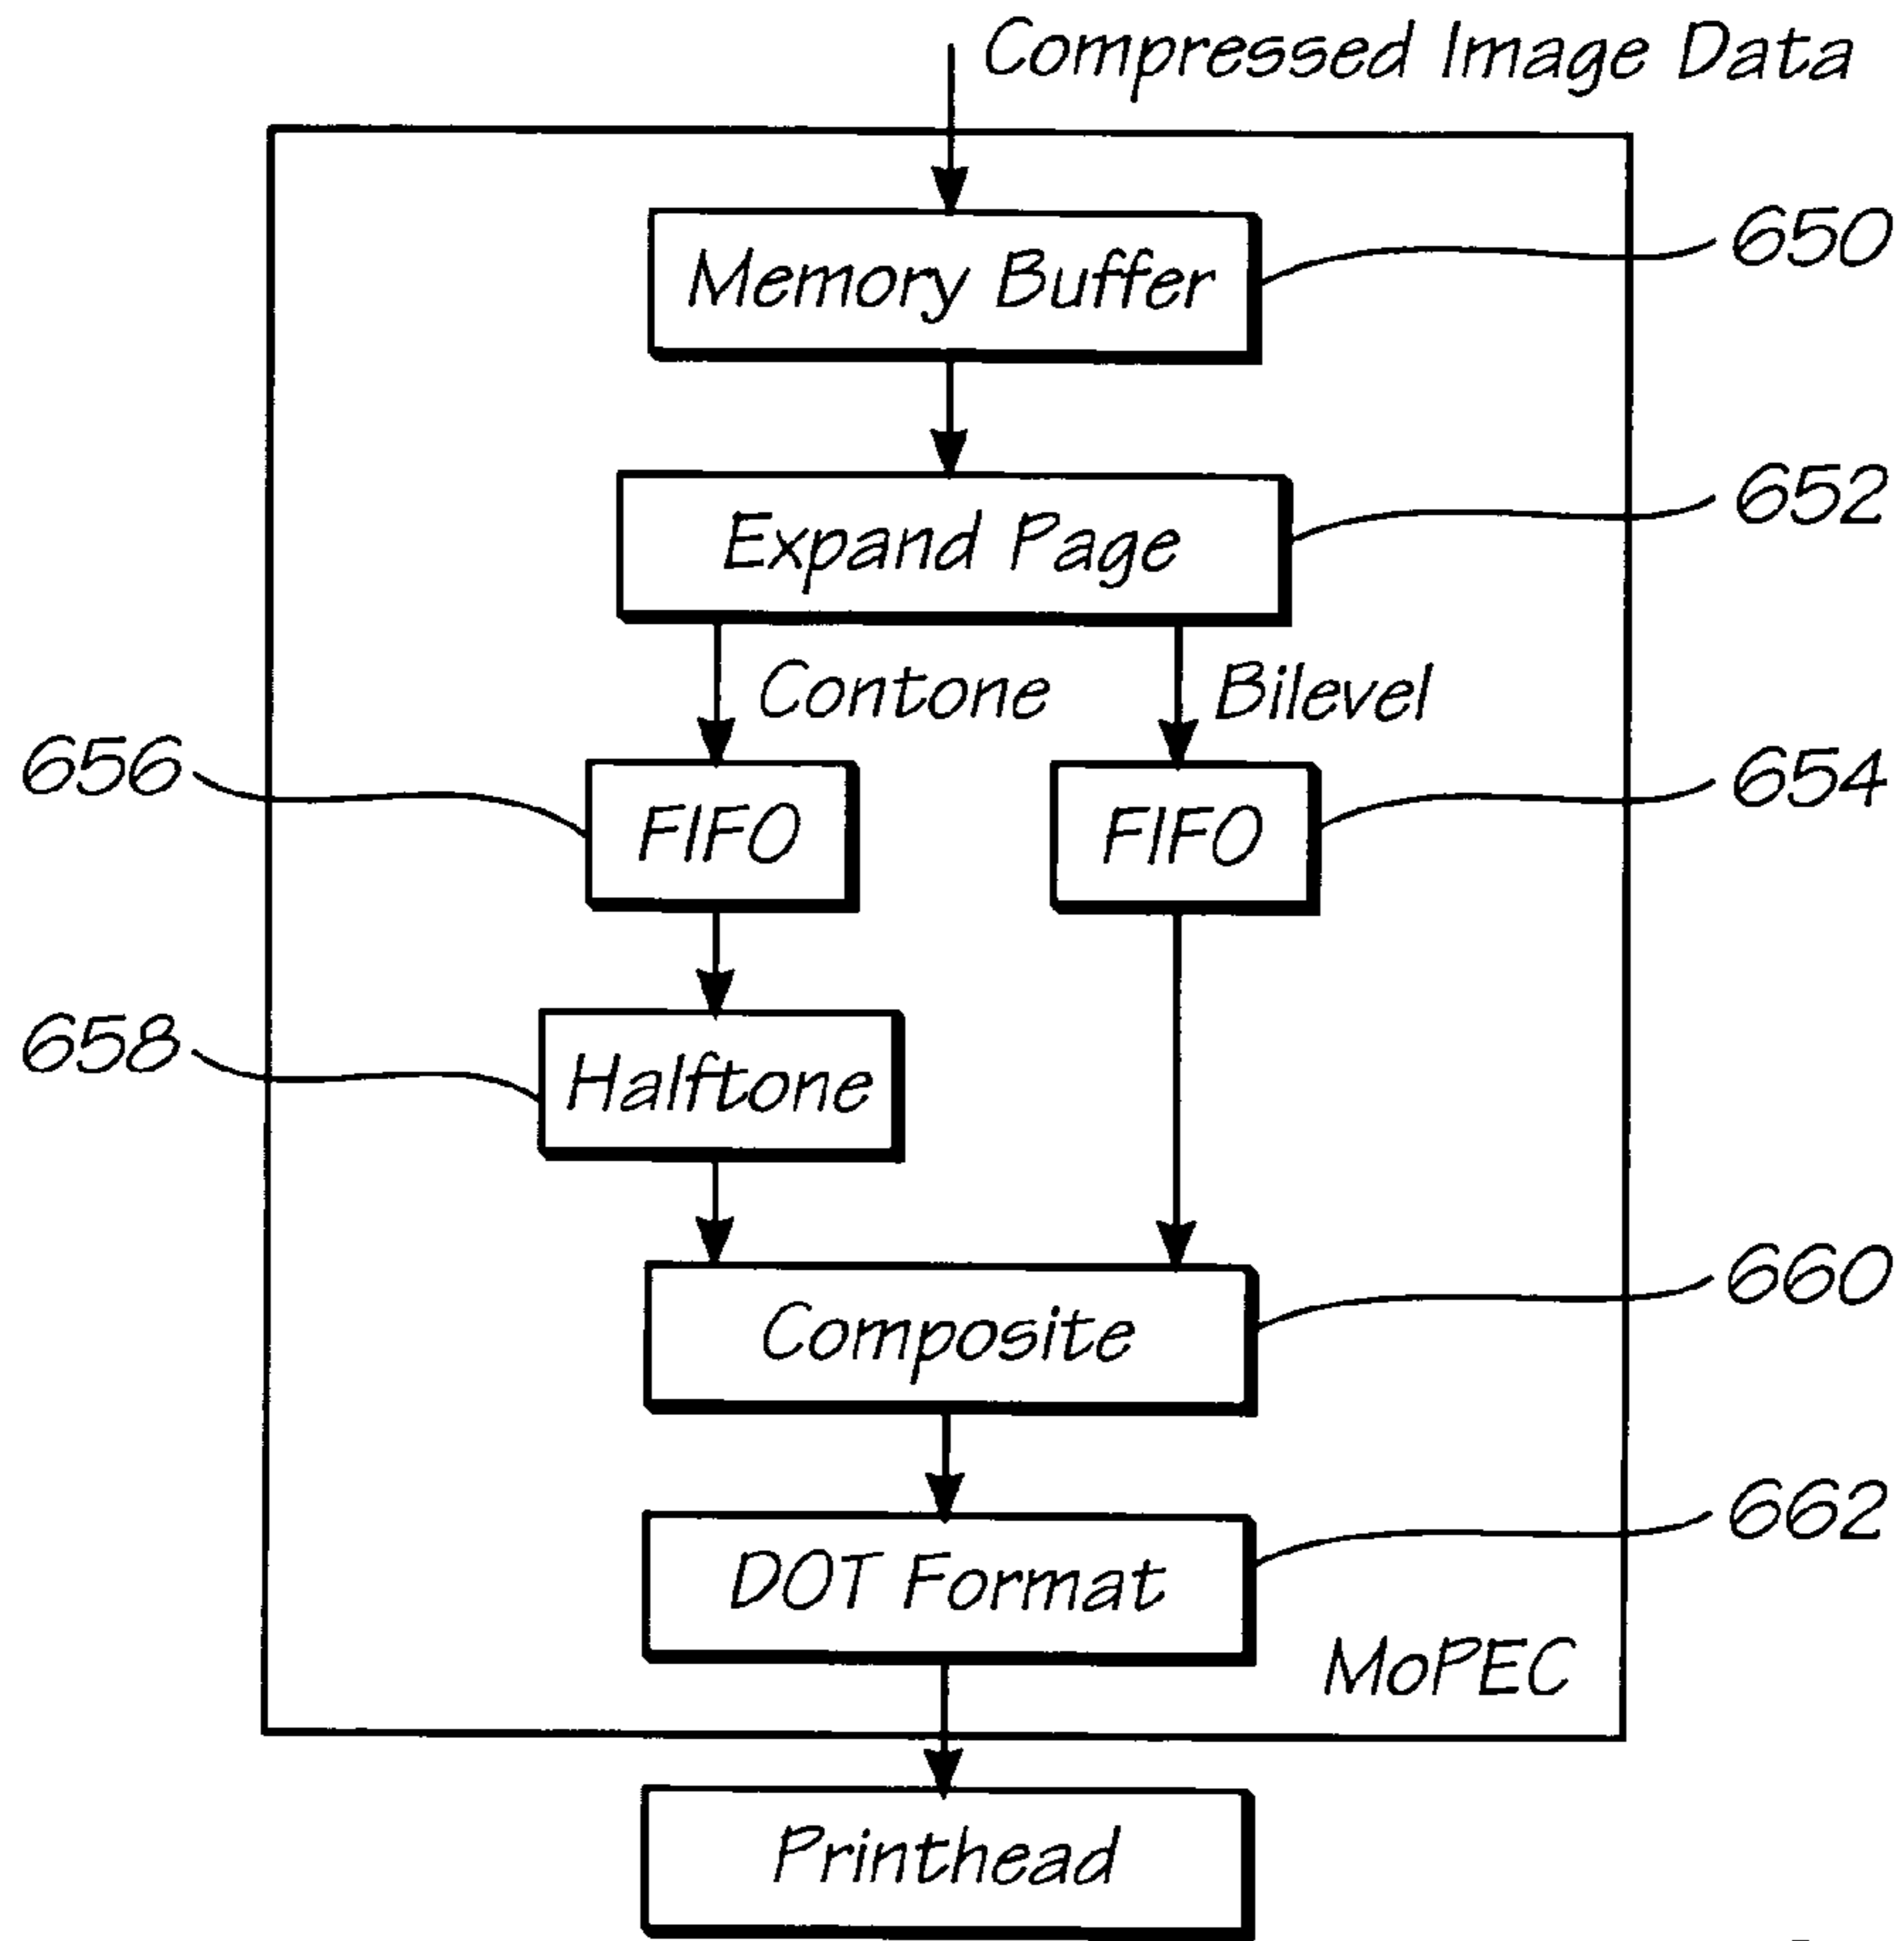 Compressed Image Data
Memory Buffer
650
Expand Page
652
Contone
Bilevel
656
FIFO
FIFO
654
658
Halftone
Composite
660
DOT Format
662
MoPEC
Printhead